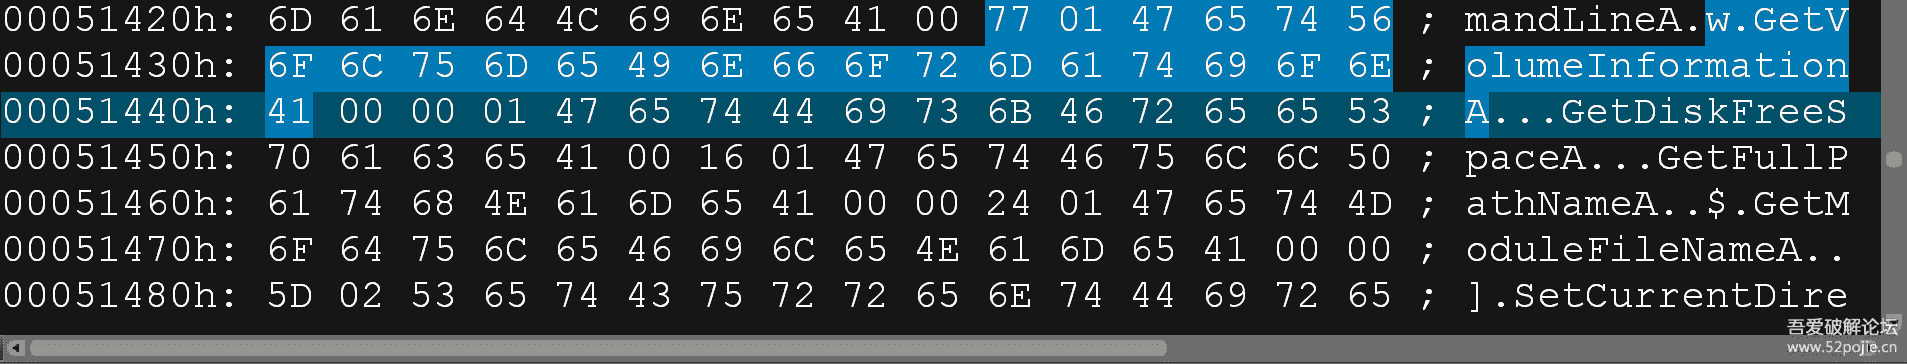 00051420h: 6D 61 6E 64 4C 69 6E 65 41 00 77 01 47 65 74 56 ; mandLineA.w.GetV
00051430h: 6F 6C 75 6D 65 49 6E 66 6F 72 6D 61 74 69 6F 6E ; olumeInformation
00051440h: 41 00 00 01 47 65 74 44 69 73 6B 46 72 65 65 53 ; A...GetDiskFreeS
00051450h: 70 61 63 65 41 00 16 01 47 65 74 46 75 6C 6C 50 ; paceA...GetFullP
00051460h: 61 74 68 4E 61 6D 65 41 00 00 24 01 47 65 74 4D ; athNameA..$.GetM
00051470h: 6F 64 75 6C 65 46 69 6C 65 4E 61 6D 65 41 00 00 ; oduleFileNameA..
00051480h: 5D 02 53 65 74 43 75 72 72 65 6E 74 44 69 72 65 ; ].SetCurrentDire
吾爱破解论坛
www.52pojie.cn